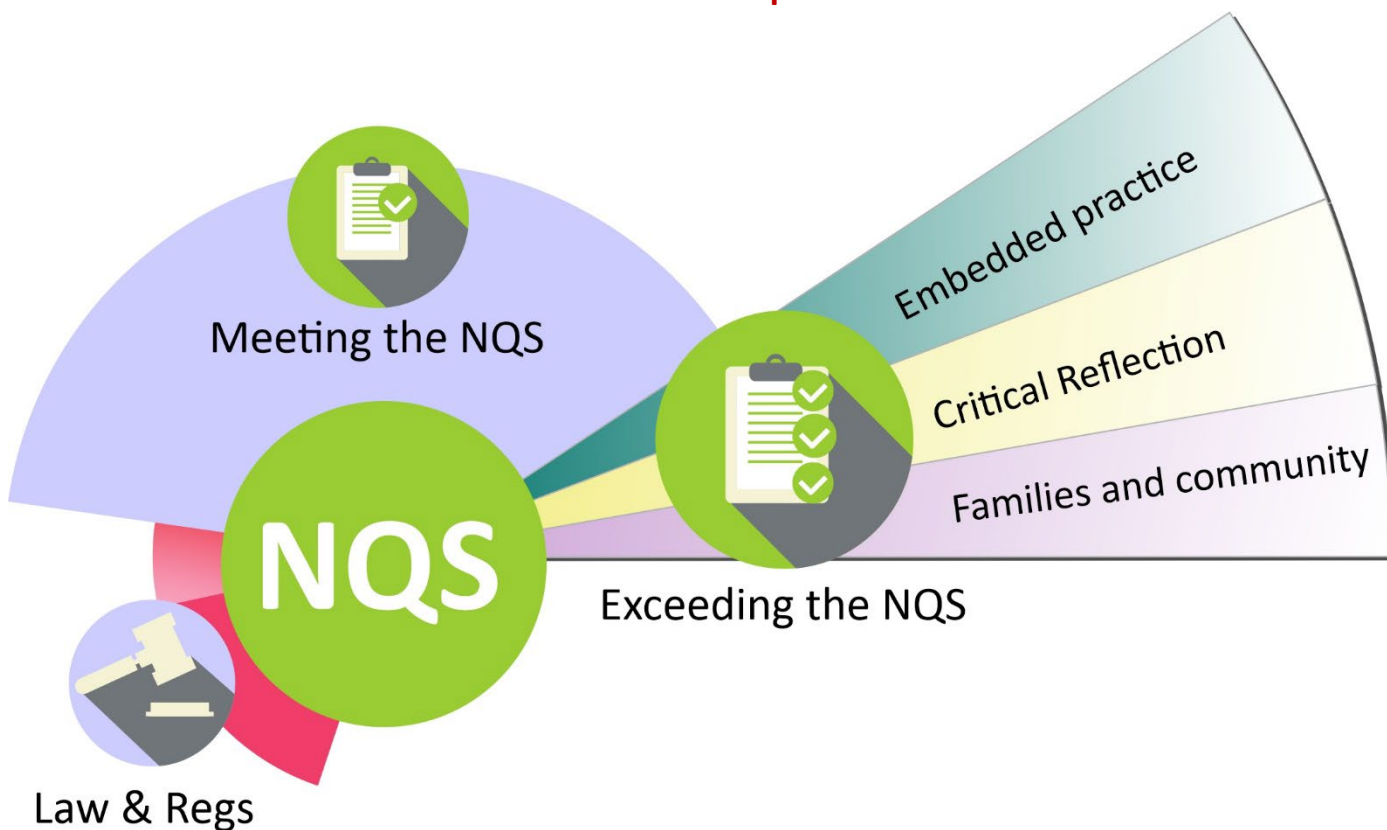 Meeting the NQS
Embedded practice
Critical Reflection
Families and community
NQS
Exceeding the NQS
Law & Regs